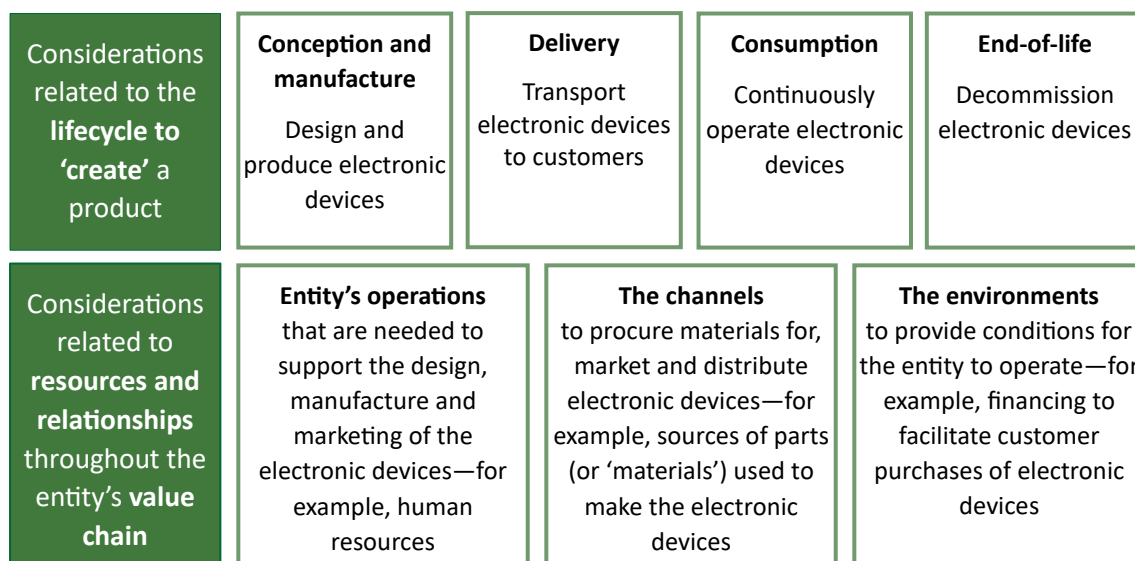 Considerations
related to the
lifecycle to
‘create’ a
product
Conception and
manufacture
Design and
produce electronic
devices
Delivery
Transport
electronic devices
to customers
Consumption
Continuously
operate electronic
devices
End-of-life
Decommission
electronic devices
Considerations
related to
resources and
relationships
throughout the
entity’s value
chain
Entity’s operations
that are needed to
support the design,
manufacture and
marketing of the
electronic devices—for
example, human
resources
The channels
to procure materials for,
market and distribute
electronic devices—for
example, sources of parts
(or ‘materials’) used to
make the electronic
devices
The environments
to provide conditions for
the entity to operate—for
example, financing to
facilitate customer
purchases of electronic
devices